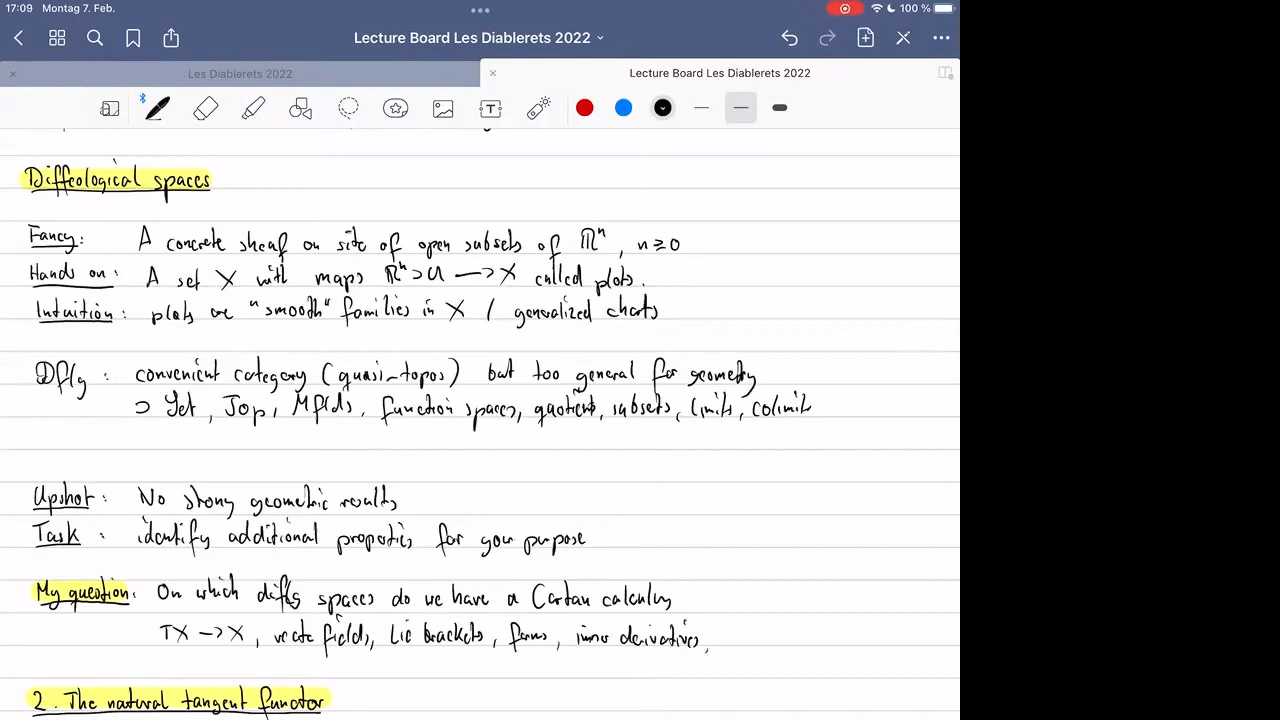 17:09 Montag 7. Feb.
100 %
Lecture Board Les Diablerets 2022
Les Diablerets 2022
Lecture Board Les Diablerets 2022
Diffeological spaces
Fancy: A concrete sheaf on site of open subsets of ℝⁿ, n ≥ 0
Hands on: A set X with maps ℝⁿ ⊃ U → X called plots.
Intuition: plots are "smooth" families in X / generalized charts
Dflg: convenient category (quasi-topos) but too general for geometry
⊃ Set, Top, Mflds, function spaces, quotients, subsets, limits, colimits
Upshot: No strong geometric results
Task: identify additional properties for your purpose
My question: On which diffg spaces do we have a Cartan calculus
TX → X, vector fields, Lie brackets, forms, inner derivatives,
2. The natural tangent functor